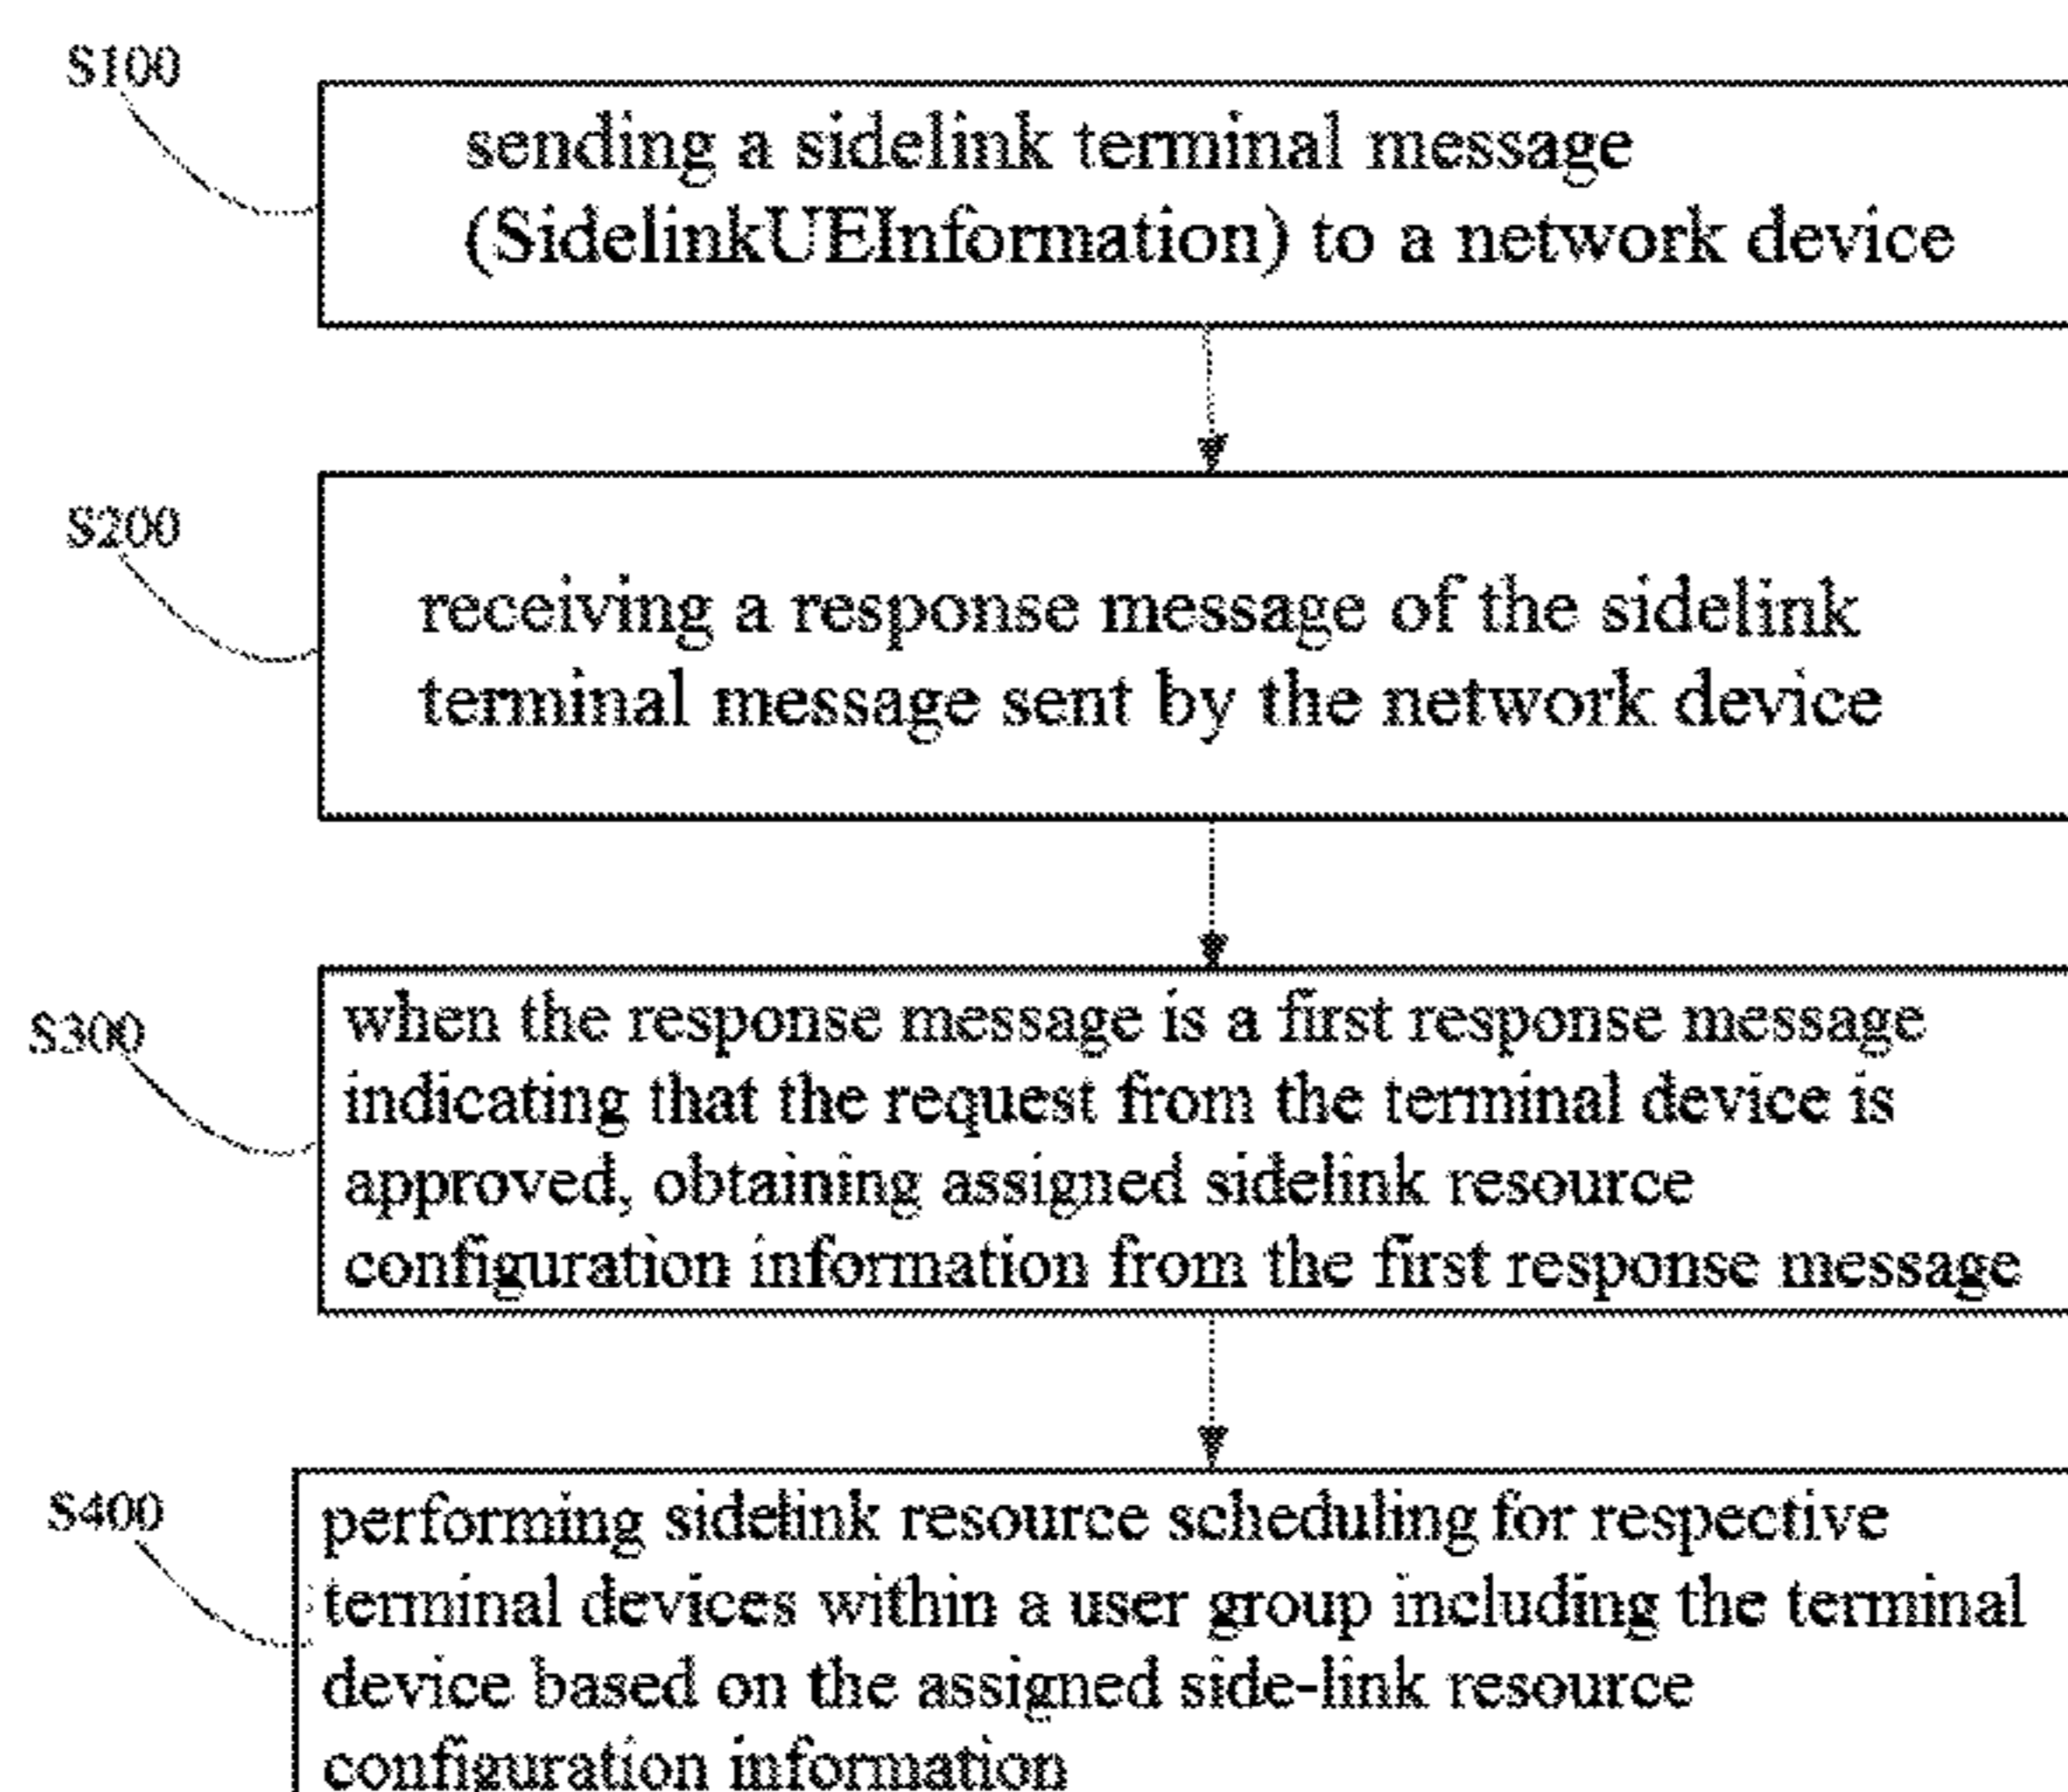 S100
sending a sidelink terminal message
(SidelinkUEInformation) to a network device
S200
receiving a response message of the sidelink
terminal message sent by the network device
S300
when the response message is a first response message
indicating that the request from the terminal device is
approved, obtaining assigned sidelink resource
configuration information from the first response message
S400
performing sidelink resource scheduling for respective
terminal devices within a user group including the terminal
device based on the assigned side-link resource
configuration information